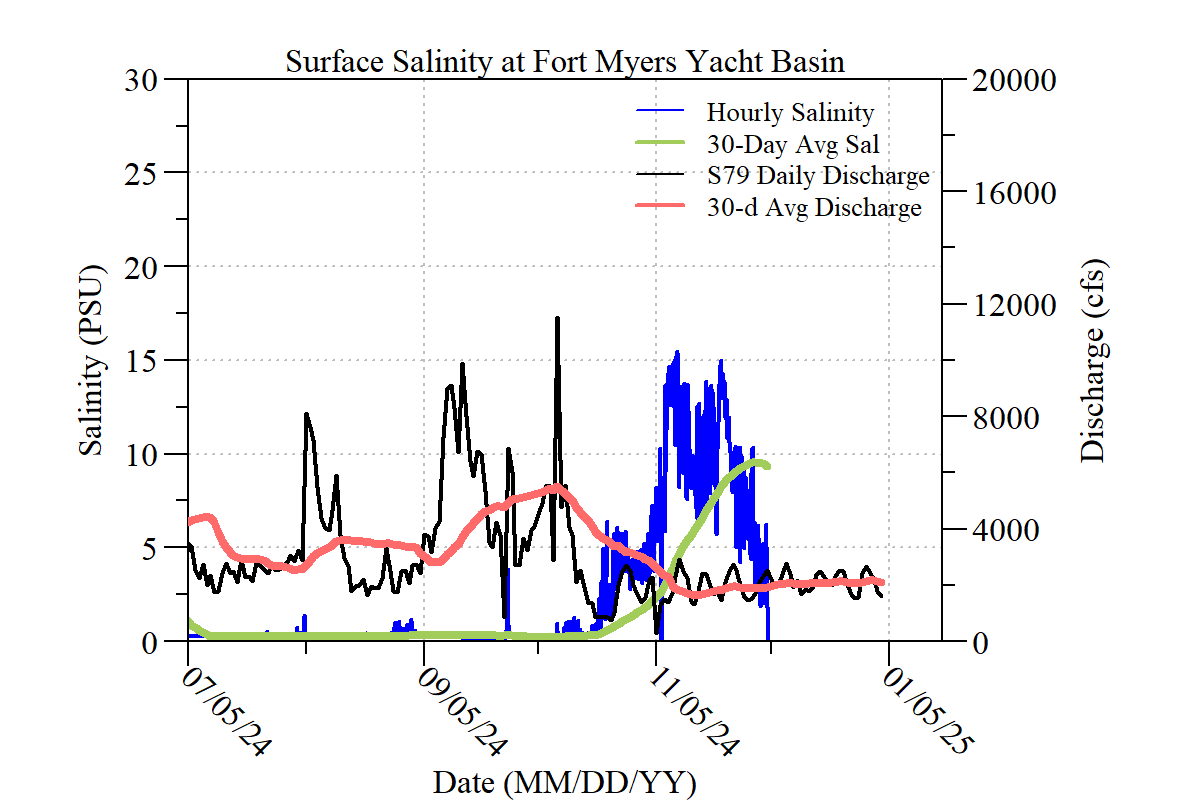 Surface Salinity at Fort Myers Yacht Basin
30
25
20
15
10
5
0
Salinity (PSU)
Hourly Salinity
30-Day Avg Sal
S79 Daily Discharge
30-d Avg Discharge
20000
16000
12000
8000
4000
0
Discharge (cfs)
07/05/24
09/05/24
11/05/24
01/05/25
Date (MM/DD/YY)